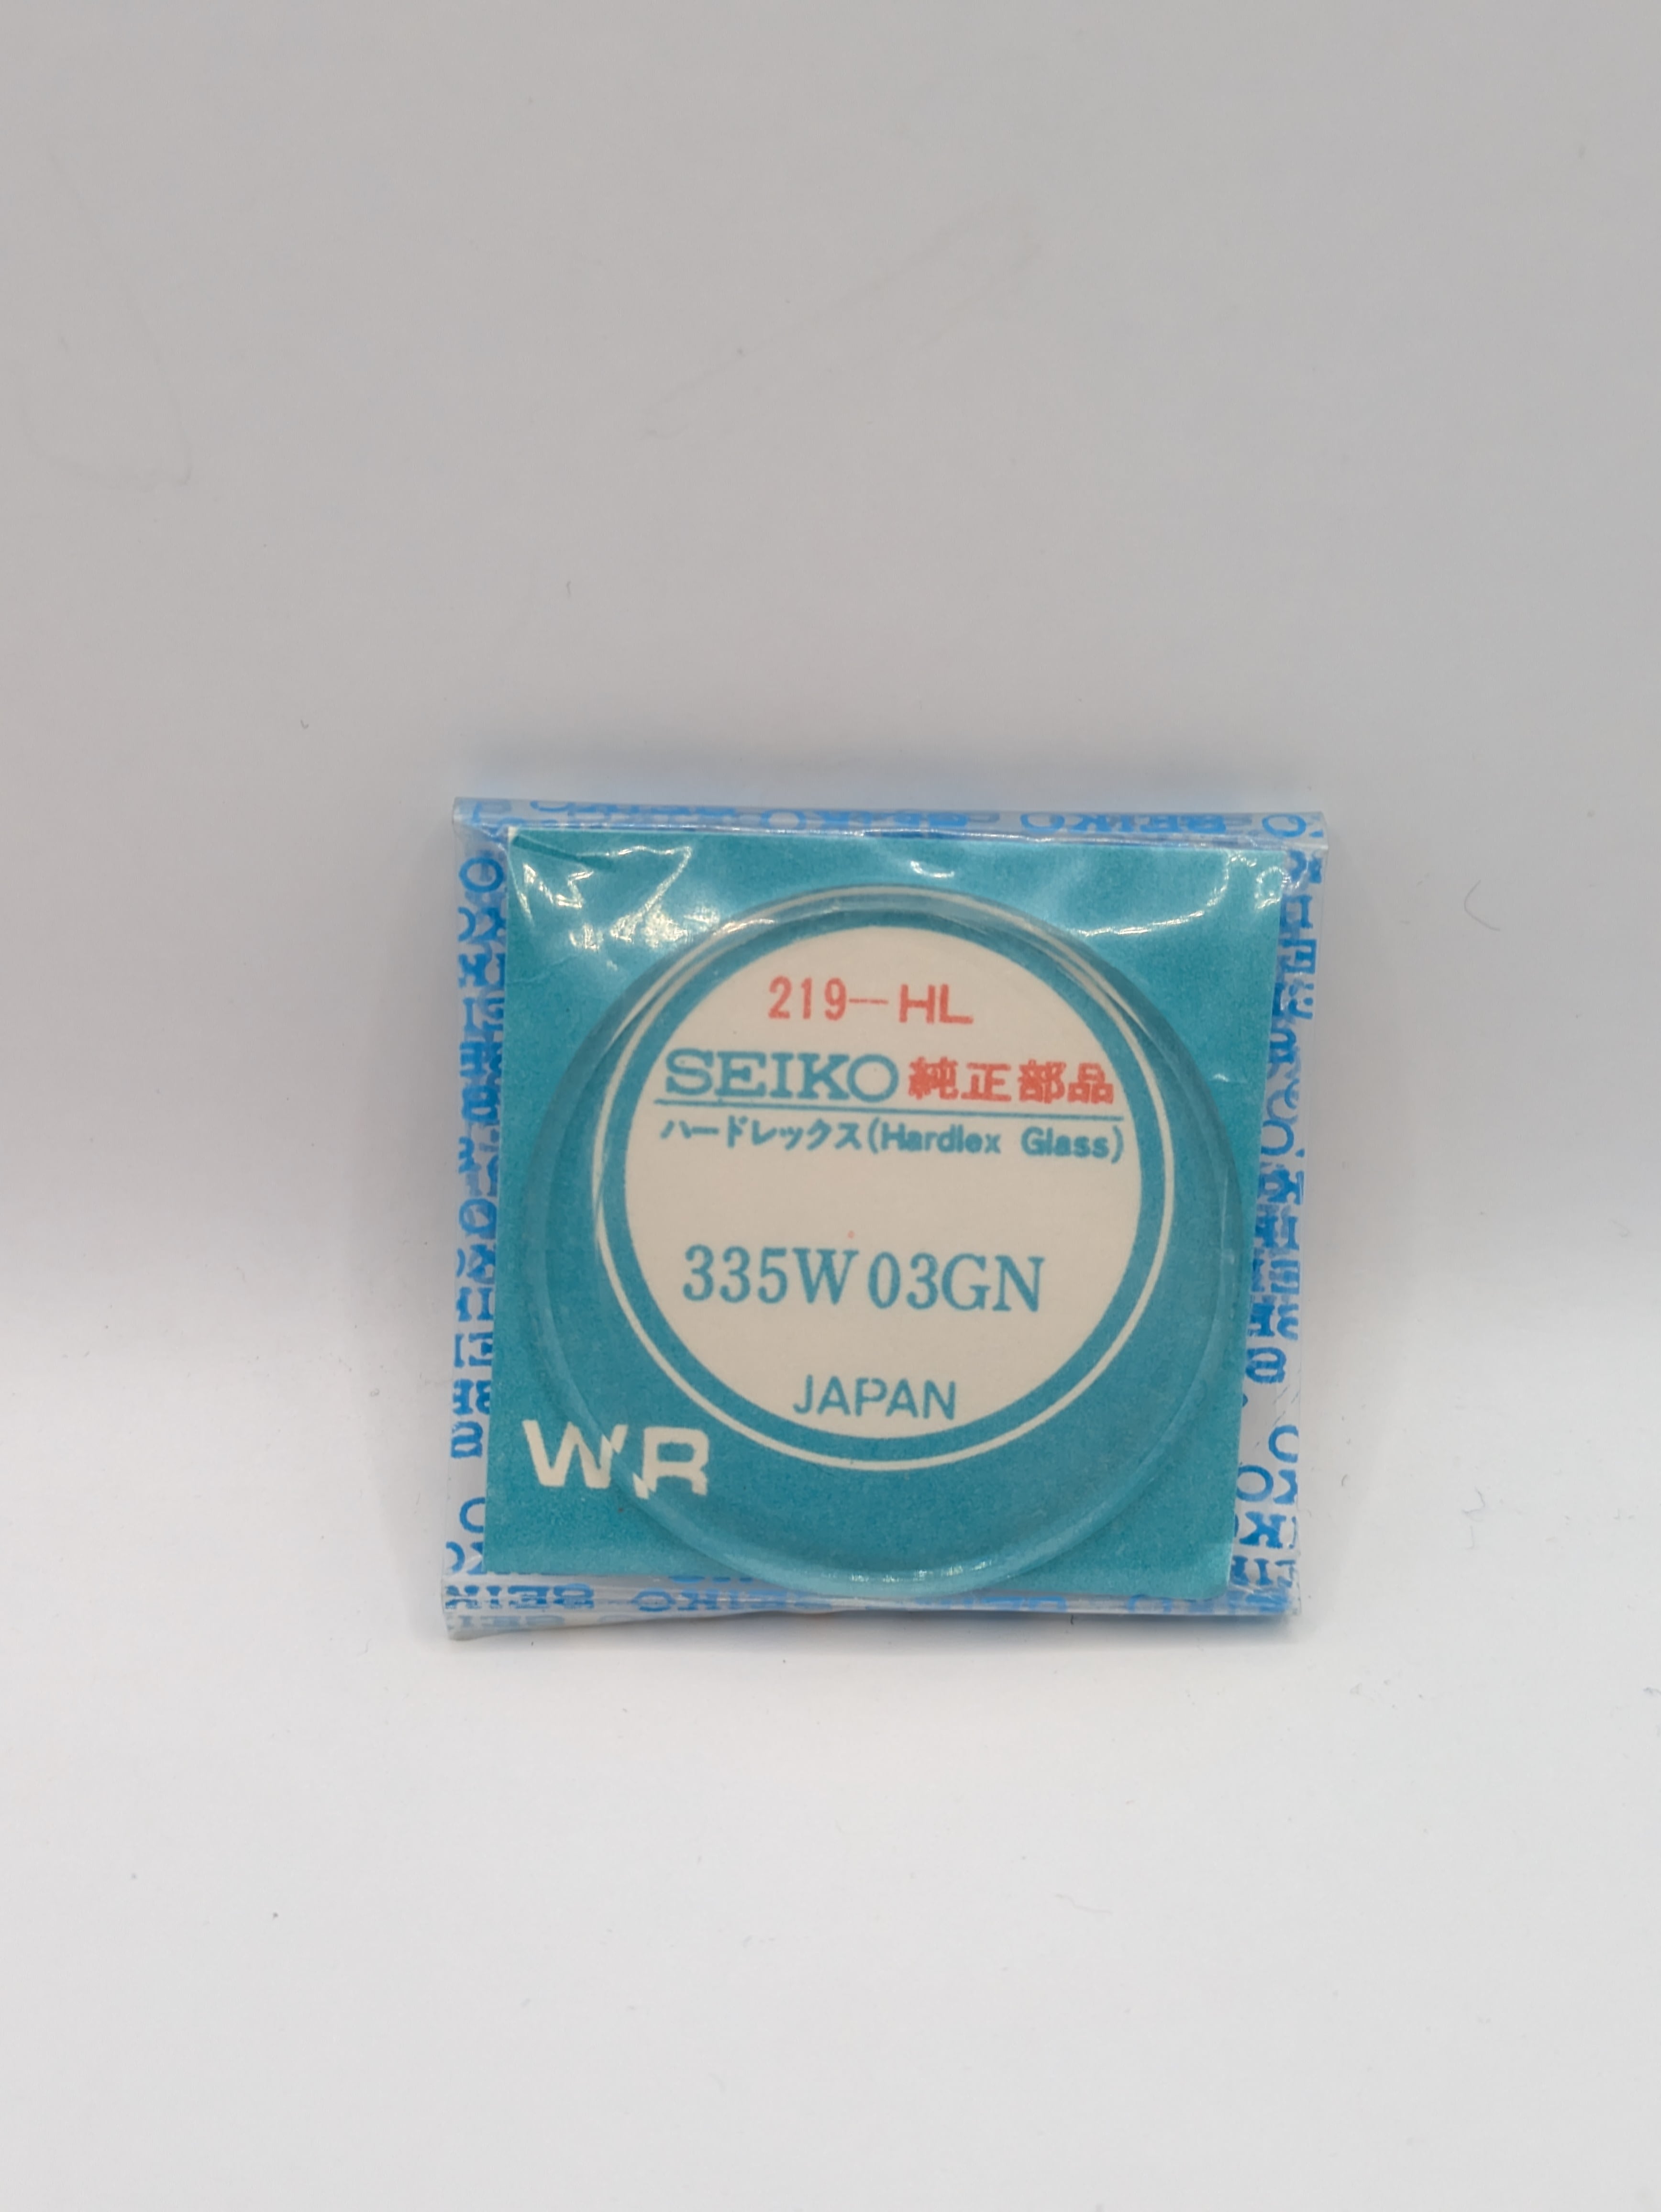 219-HL
SEIKO 純正部品
ハードレックス(Hardlex Glass)
335W03GN
JAPAN
WR